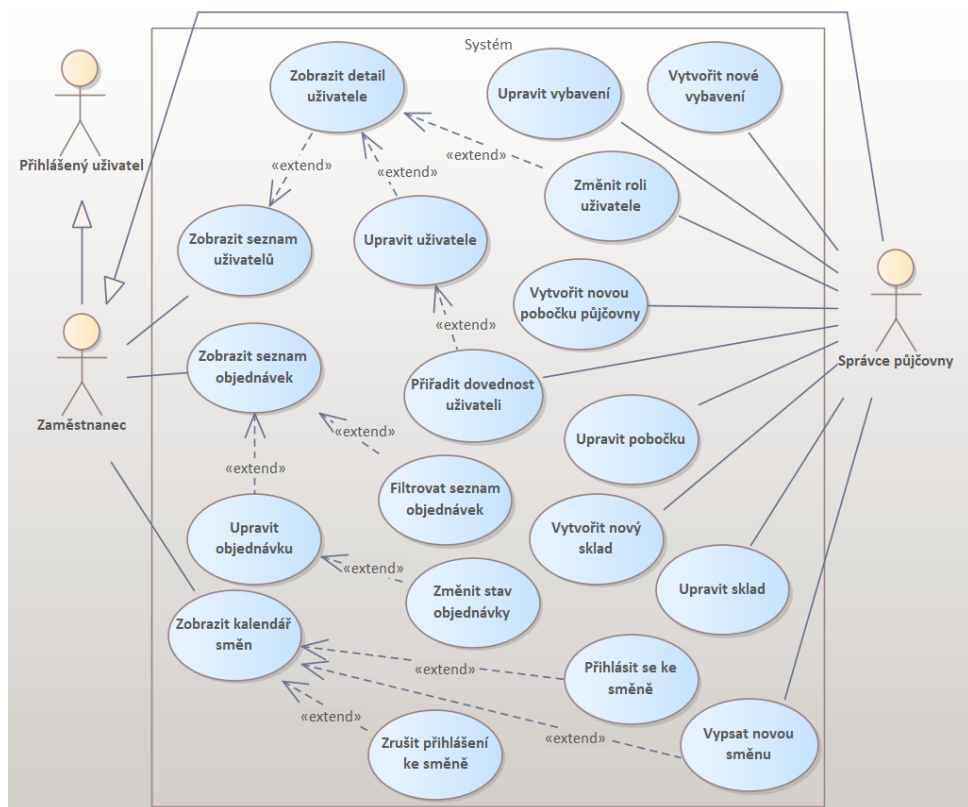 Systém
Zobrazit detail
uživatele
Upravit vybavení
Vytvořit nové
vybavení
Přihlášený uživatel
«extend»
«extend»
«extend»
Změnit roli
uživatele
Zobrazit seznam
uživatelů
Upravit uživatele
Vytvořit novou
pobočku půjčovny
«extend»
Správce půjčovny
Zobrazit seznam
objednávek
Přiřadit dovednost
uživateli
Zaměstnanec
«extend»
Upravit pobočku
«extend»
Filtrovat seznam
objednávek
Upravit
objednávku
Vytvořit nový
sklad
«extend»
Změnit stav
objednávky
Upravit sklad
Zobrazit kalendář
směn
«extend»
Přihlásit se ke
směně
«extend»
«extend»
Zrušit přihlášení
ke směně
Vypsat novou
směnu